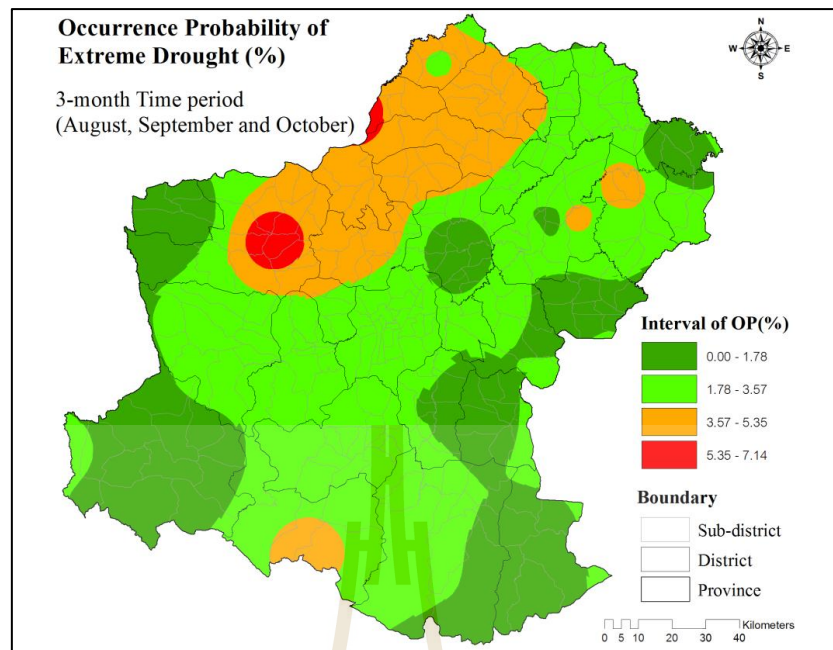 Occurrence Probability of
Extreme Drought (%)
3-month Time period
(August, September and October)
N
W E
S
Interval of OP(%)
0.00 - 1.78
1.78 - 3.57
3.57 - 5.35
5.35 - 7.14
Boundary
Sub-district
District
Province
Kilometers
0 5 10 20 30 40